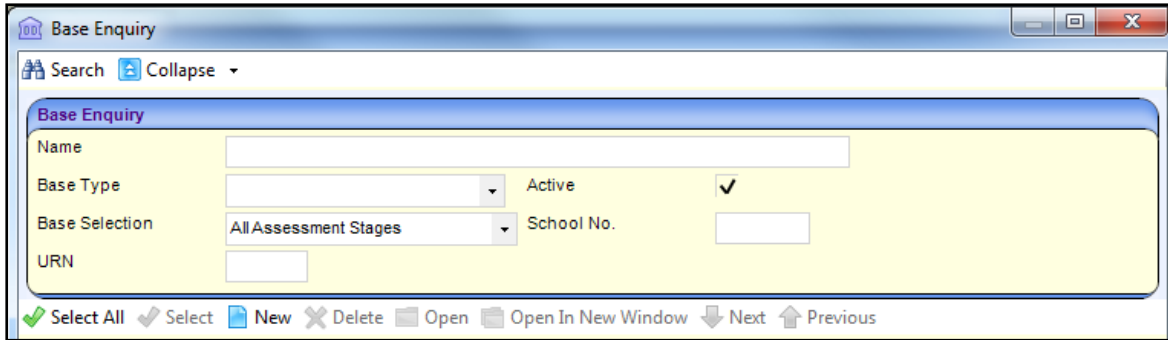 Base Enquiry
Search Collapse
Base Enquiry
Name
Base Type Active
Base Selection All Assessment Stages School No.
URN
Select All Select New Delete Open Open In New Window Next Previous